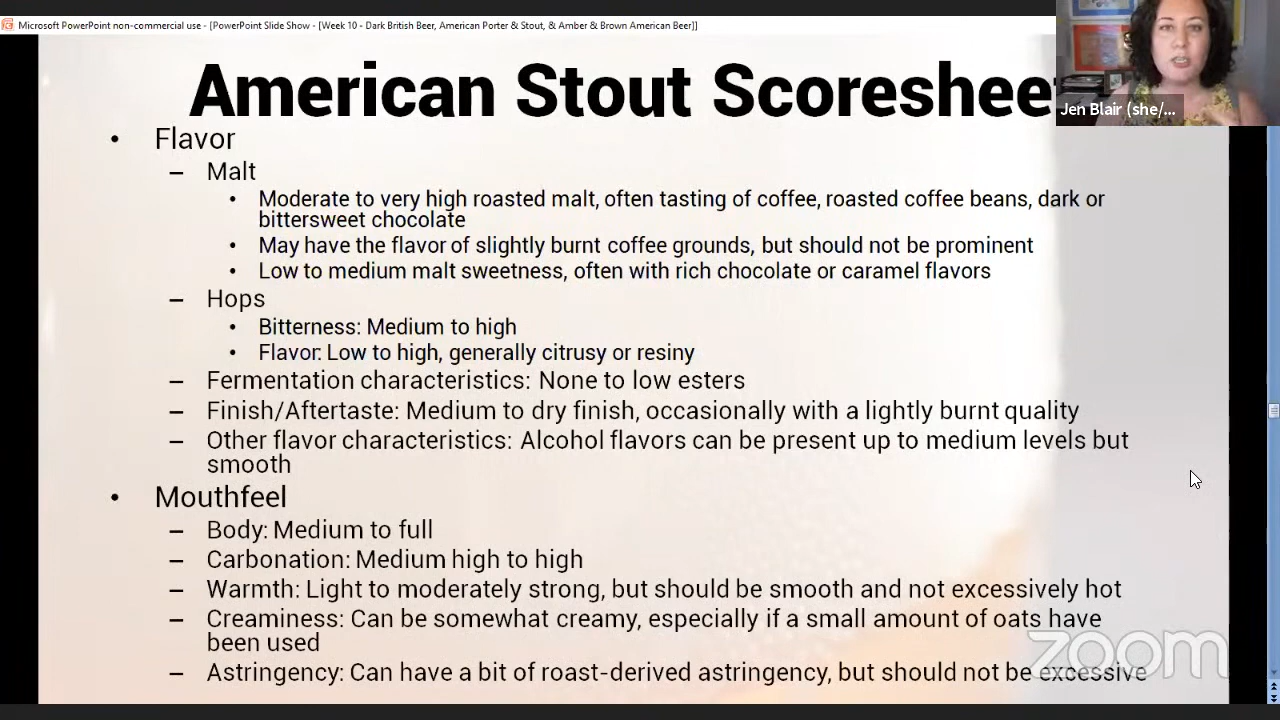 Microsoft PowerPoint non-commercial use - [PowerPoint Slide Show - [Week 10 - Dark British Beer, American Porter & Stout, & Amber & Brown American Beer]]
American Stout Scoreshee
Jen Blair (she/...
• Flavor
– Malt
• Moderate to very high roasted malt, often tasting of coffee, roasted coffee beans, dark or
bittersweet chocolate
• May have the flavor of slightly burnt coffee grounds, but should not be prominent
• Low to medium malt sweetness, often with rich chocolate or caramel flavors
– Hops
• Bitterness: Medium to high
• Flavor: Low to high, generally citrusy or resiny
– Fermentation characteristics: None to low esters
– Finish/Aftertaste: Medium to dry finish, occasionally with a lightly burnt quality
– Other flavor characteristics: Alcohol flavors can be present up to medium levels but
smooth
• Mouthfeel
– Body: Medium to full
– Carbonation: Medium high to high
– Warmth: Light to moderately strong, but should be smooth and not excessively hot
– Creaminess: Can be somewhat creamy, especially if a small amount of oats have
been used
– Astringency: Can have a bit of roast-derived astringency, but should not be excessive
zoom